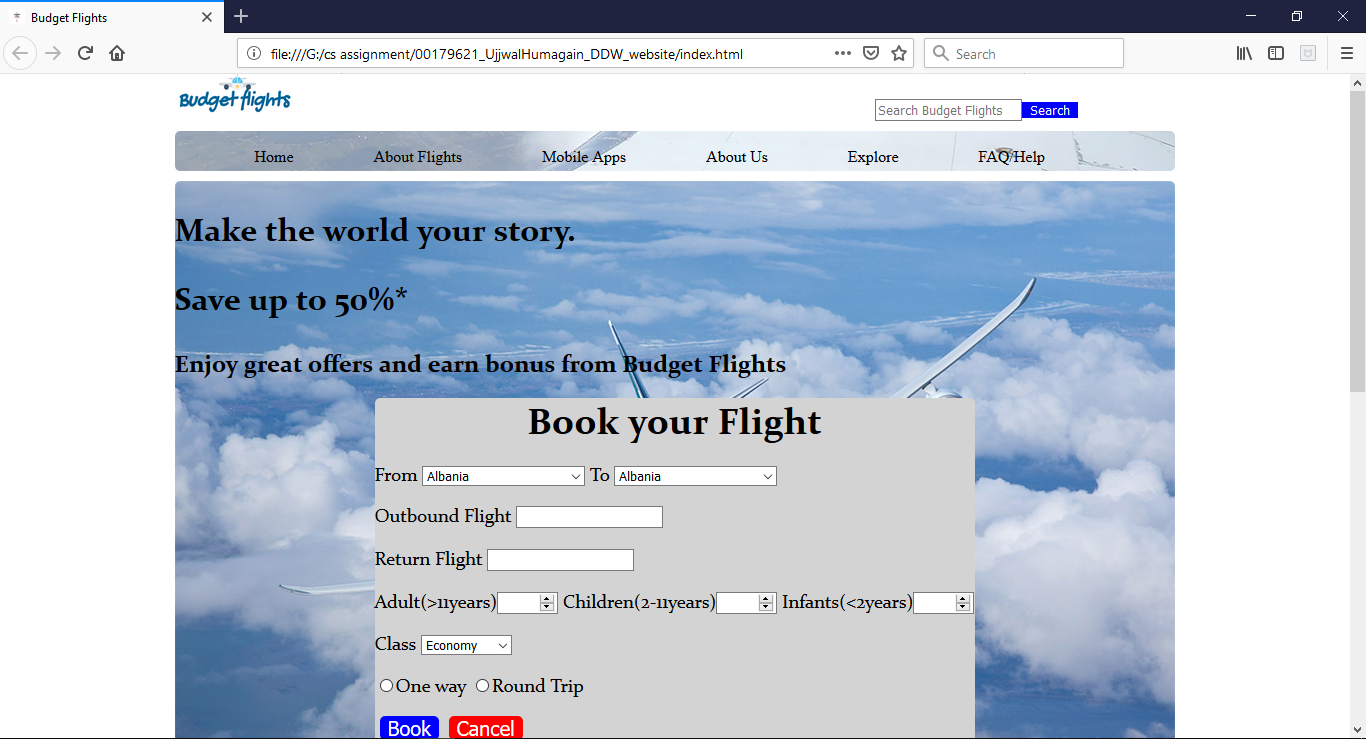 Budget Flights
file:///G:/cs assignment/00179621_UjjwalHumagain_DDW_website/index.html
Search
Budget flights
Search Budget Flights Search
Home About Flights Mobile Apps About Us Explore FAQ/Help
Make the world your story.
Save up to 50%*
Enjoy great offers and earn bonus from Budget Flights
Book your Flight
From Albania To Albania
Outbound Flight
Return Flight
Adult(>11years) Children(2-11years) Infants(<2years)
Class Economy
One way Round Trip
Book Cancel